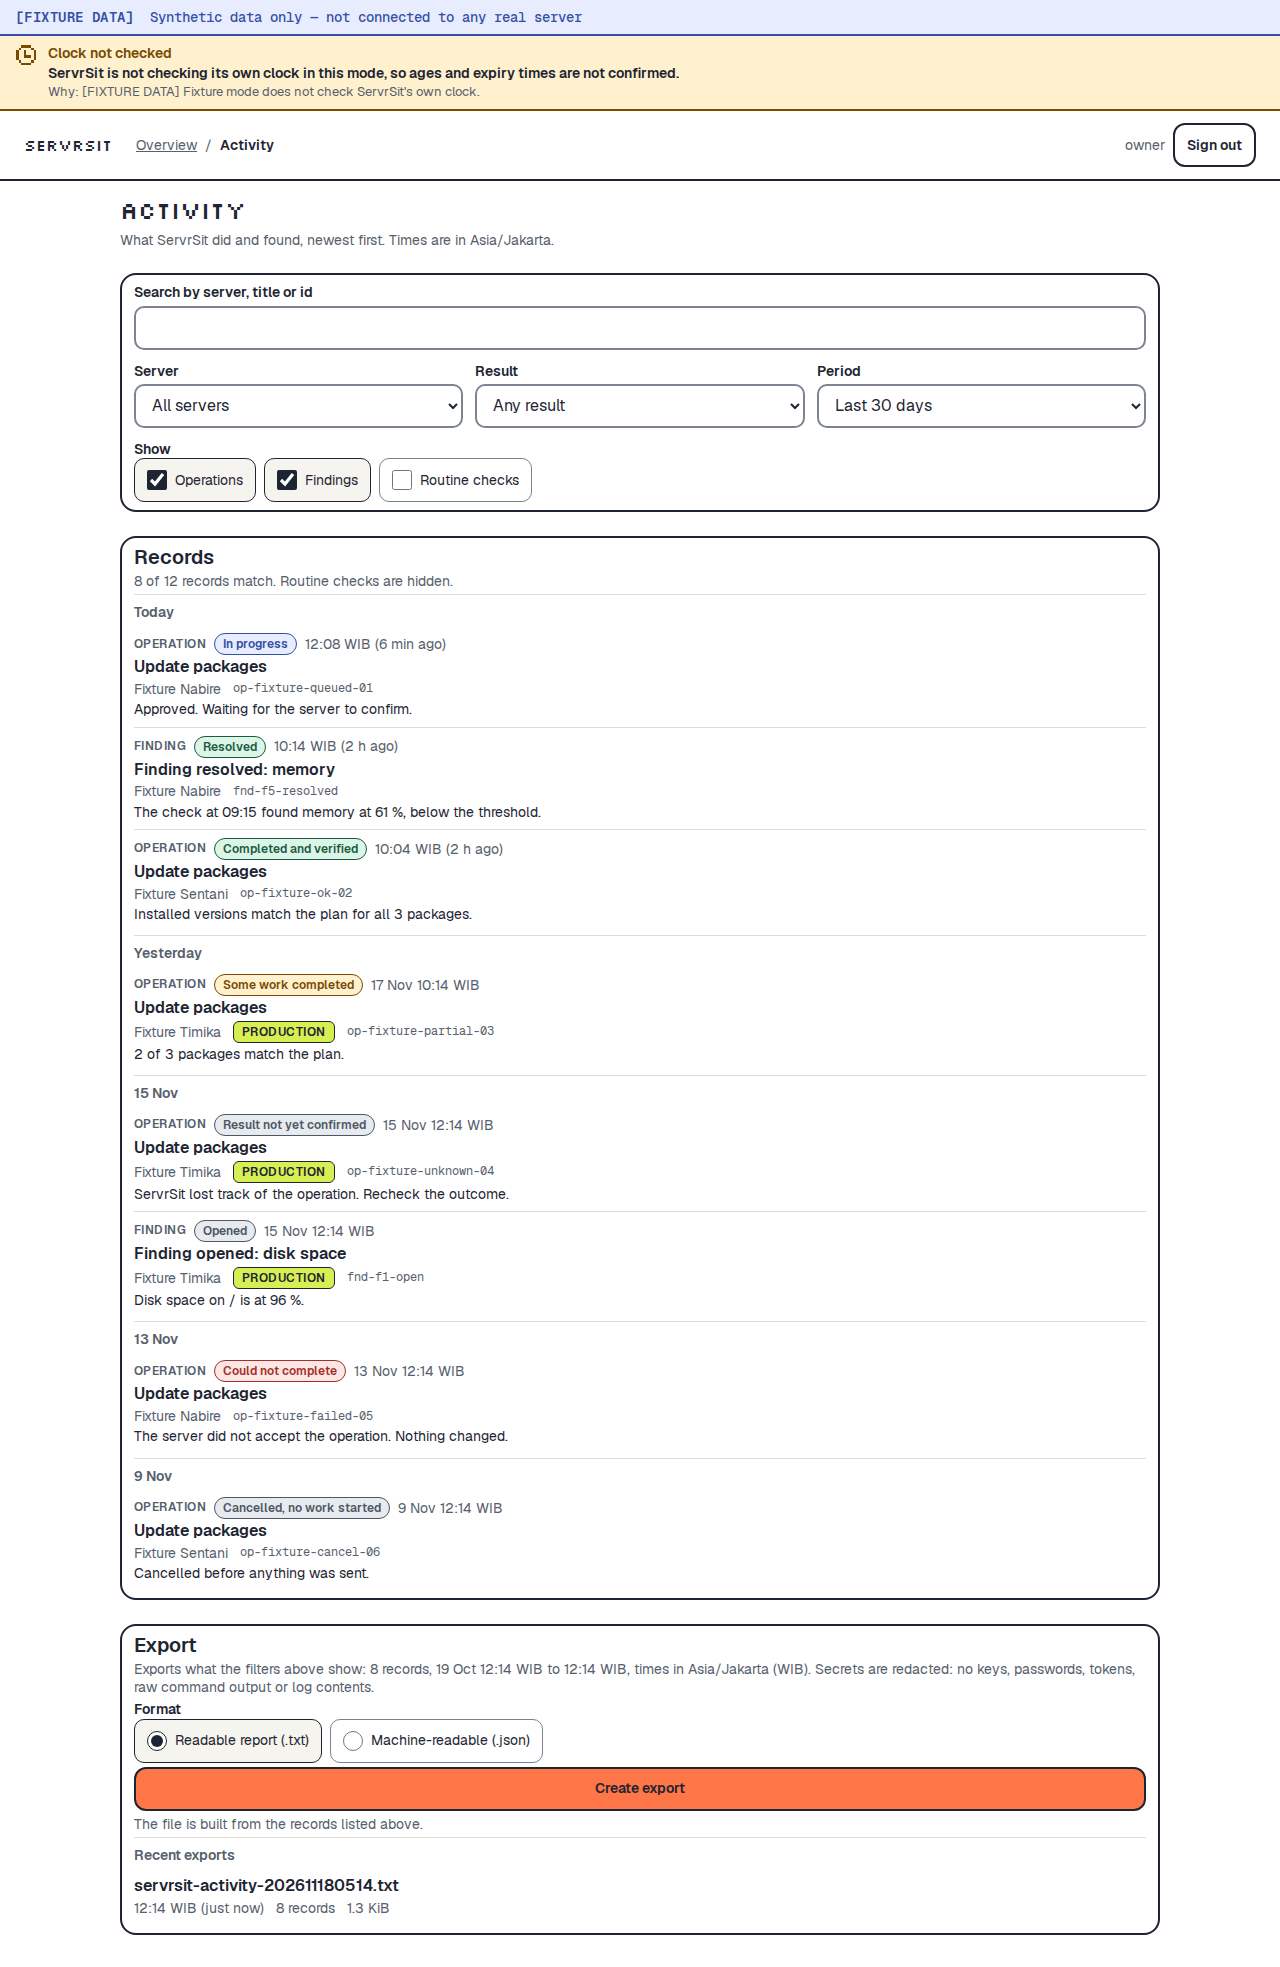 [FIXTURE DATA] Synthetic data only — not connected to any real server
Clock not checked
ServrSit is not checking its own clock in this mode, so ages and expiry times are not confirmed.
Why: [FIXTURE DATA] Fixture mode does not check ServrSit's own clock.
SERVRSIT
Overview / Activity
owner
Sign out
ACTIVITY
What ServrSit did and found, newest first. Times are in Asia/Jakarta.
Search by server, title or id
Server
Result
Period
All servers
Any result
Last 30 days
Show
Operations
Findings
Routine checks
Records
8 of 12 records match. Routine checks are hidden.
Today
OPERATION In progress 12:08 WIB (6 min ago)
Update packages
Fixture Nabire op-fixture-queued-01
Approved. Waiting for the server to confirm.
FINDING Resolved 10:14 WIB (2 h ago)
Finding resolved: memory
Fixture Nabire fnd-f5-resolved
The check at 09:15 found memory at 61 %, below the threshold.
OPERATION Completed and verified 10:04 WIB (2 h ago)
Update packages
Fixture Sentani op-fixture-ok-02
Installed versions match the plan for all 3 packages.
Yesterday
OPERATION Some work completed 17 Nov 10:14 WIB
Update packages
Fixture Timika PRODUCTION op-fixture-partial-03
2 of 3 packages match the plan.
15 Nov
OPERATION Result not yet confirmed 15 Nov 12:14 WIB
Update packages
Fixture Timika PRODUCTION op-fixture-unknown-04
ServrSit lost track of the operation. Recheck the outcome.
FINDING Opened 15 Nov 12:14 WIB
Finding opened: disk space
Fixture Timika PRODUCTION fnd-f1-open
Disk space on / is at 96 %.
13 Nov
OPERATION Could not complete 13 Nov 12:14 WIB
Update packages
Fixture Nabire op-fixture-failed-05
The server did not accept the operation. Nothing changed.
9 Nov
OPERATION Cancelled, no work started 9 Nov 12:14 WIB
Update packages
Fixture Sentani op-fixture-cancel-06
Cancelled before anything was sent.
Export
Exports what the filters above show: 8 records, 19 Oct 12:14 WIB to 12:14 WIB, times in Asia/Jakarta (WIB). Secrets are redacted: no keys, passwords, tokens,
raw command output or log contents.
Format
Readable report (.txt)
Machine-readable (.json)
Create export
The file is built from the records listed above.
Recent exports
servrsit-activity-202611180514.txt
12:14 WIB (just now) 8 records 1.3 KiB